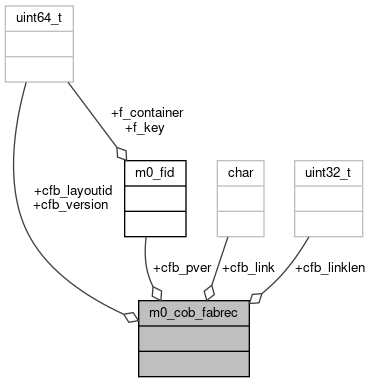 uint64_t
+f_container
+f_key
m0_fid
char
uint32_t
+cfb_layoutid
+cfb_version
+cfb_pver
+cfb_link
+cfb_linklen
m0_cob_fabrec